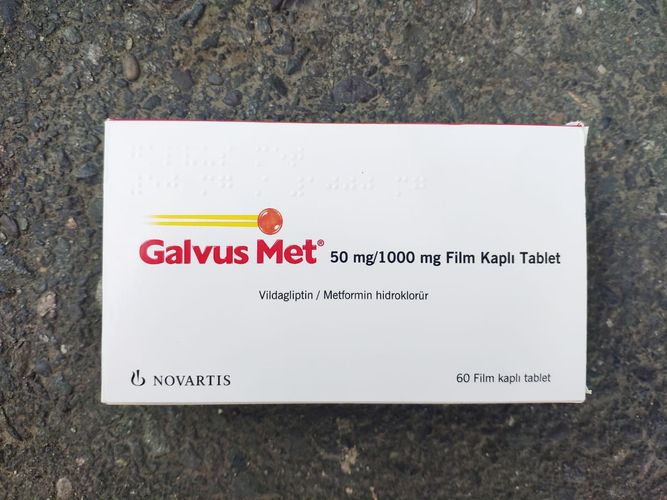 Galvus Met® 50 mg/1000 mg Film Kaplı Tablet
Vildagliptin / Metformin hidroklorür
NOVARTIS
60 Film kaplı tablet